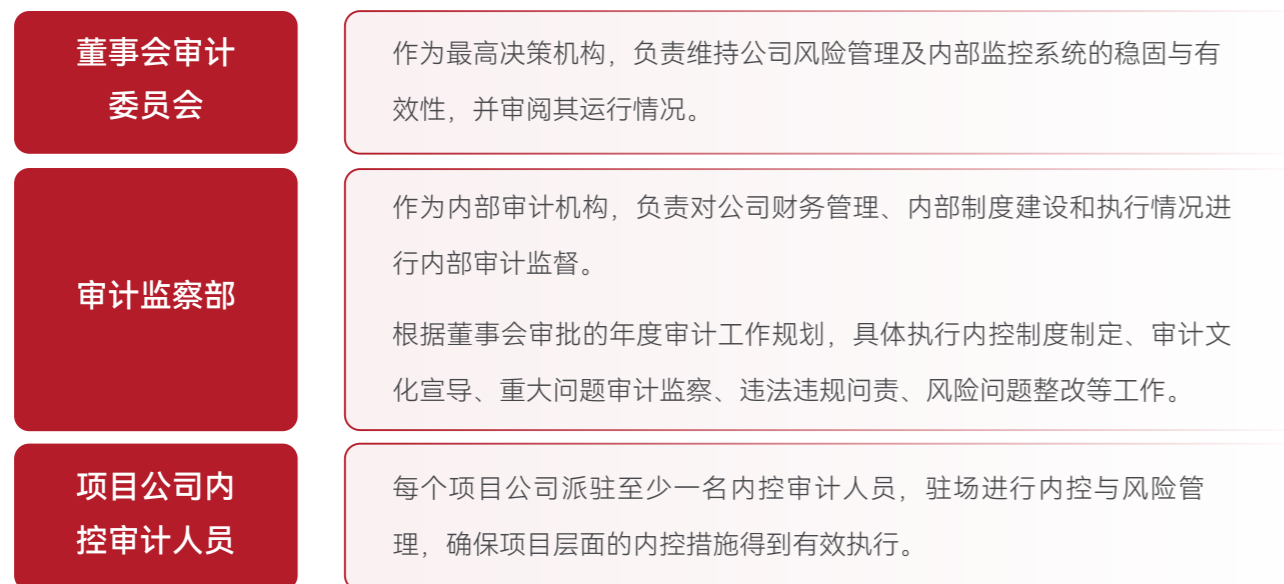 董事会审计
委员会
作为最高决策机构，负责维持公司风险管理及内部监控系统的稳固与有
效性，并审阅其运行情况。
审计监察部
作为内部审计机构，负责对公司财务管理、内部制度建设和执行情况进
行内部审计监督。
根据董事会审批的年度审计工作规划，具体执行内控制度制定、审计文
化宣导、重大问题审计监察、违法违规问责、风险问题整改等工作。
项目公司内
控审计人员
每个项目公司派驻至少一名内控审计人员，驻场进行内控与风险管
理，确保项目层面的内控措施得到有效执行。